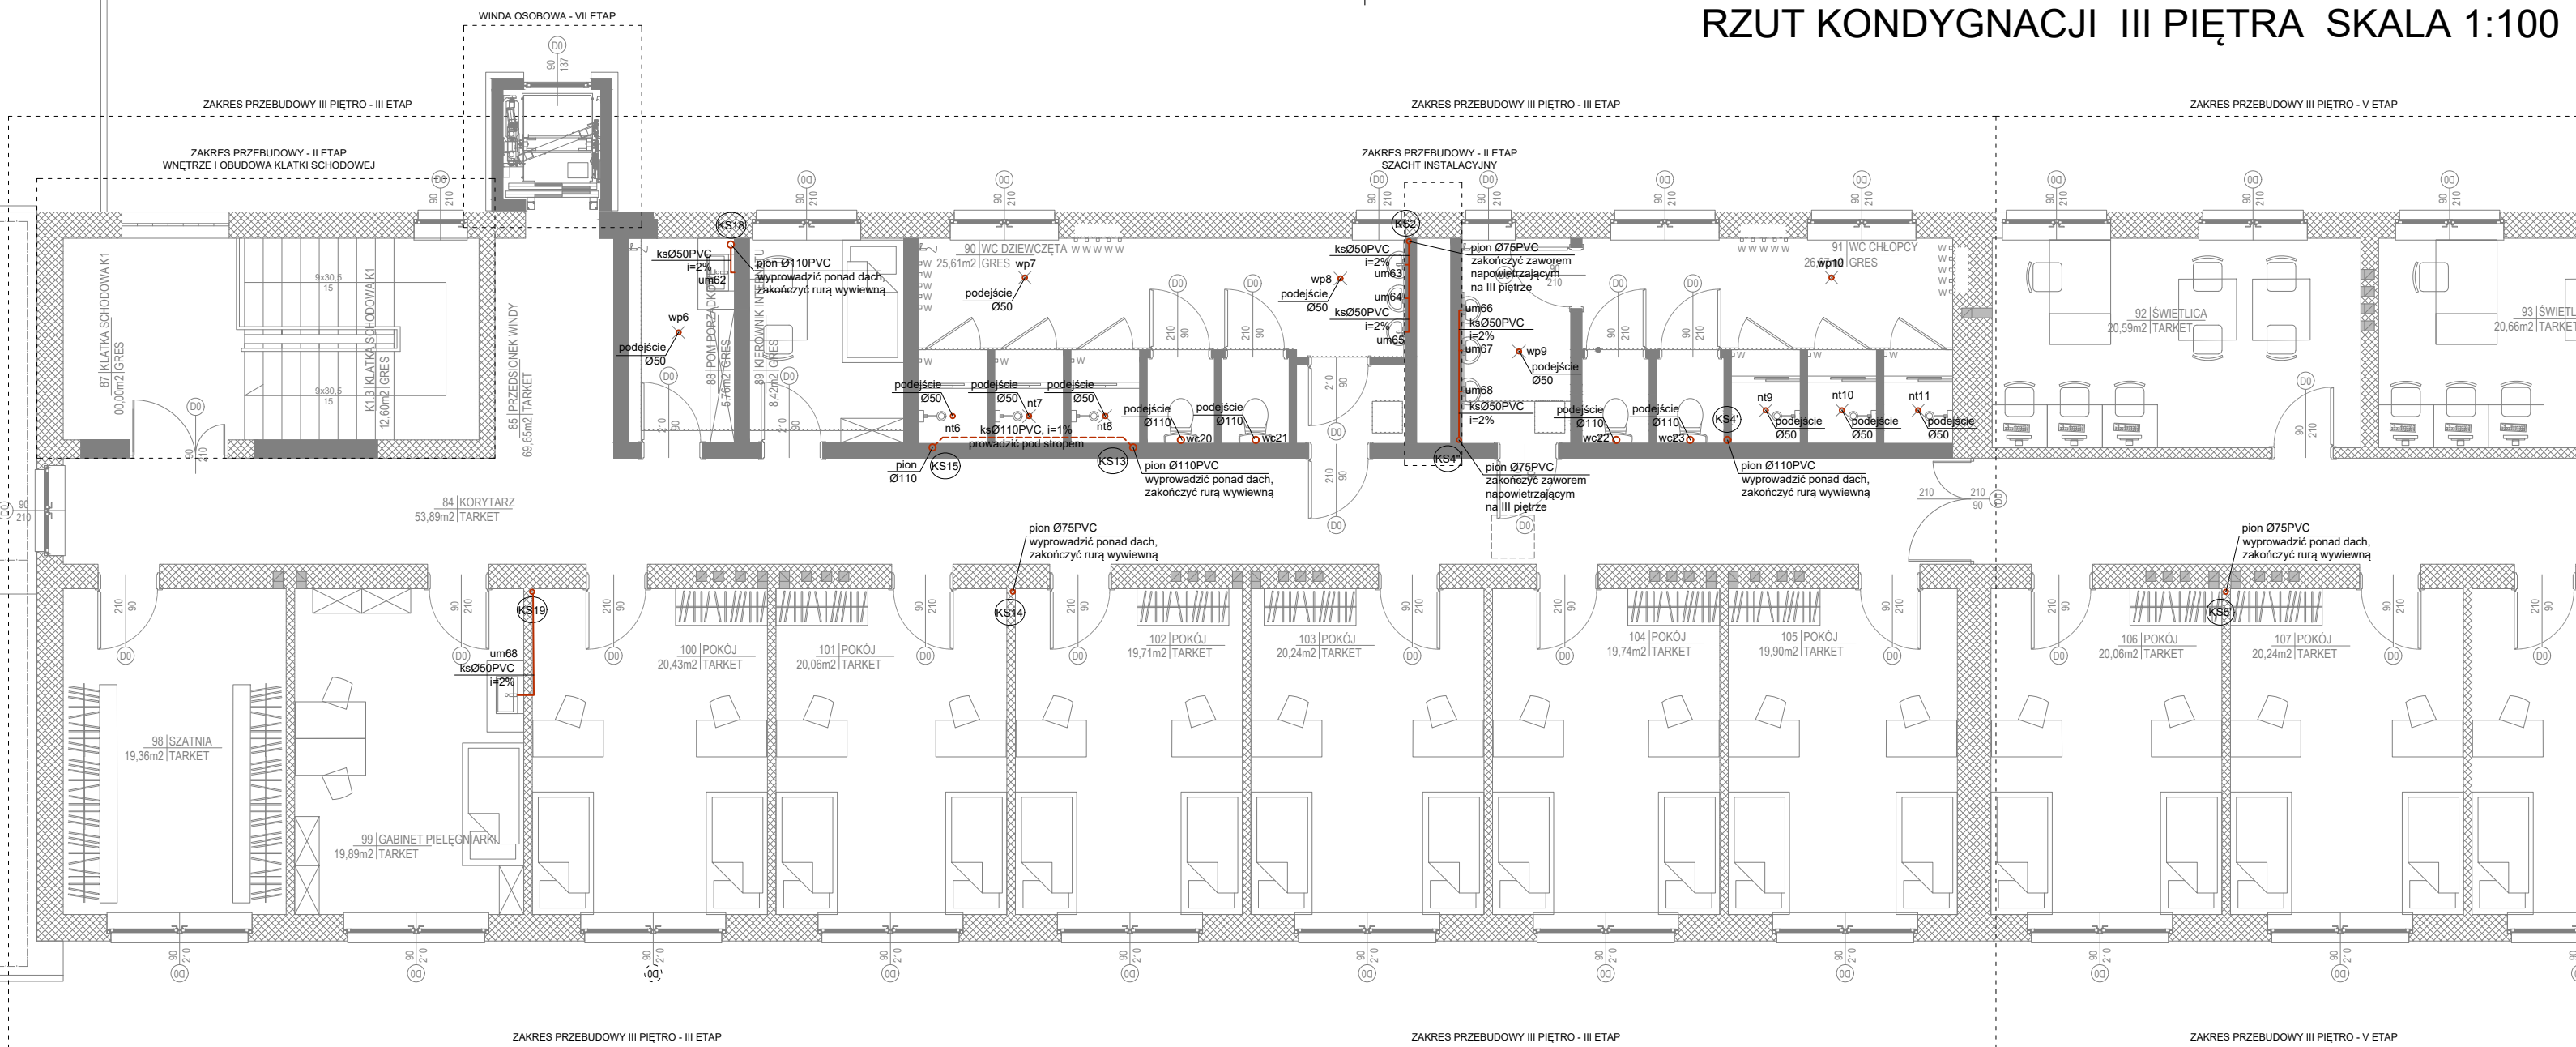 RZUT KONDYGNACJI III PIĘTRA SKALA 1:100
WINDA OSOBOWA - VII ETAP
ZAKRES PRZEBUDOWY III PIĘTRO - III ETAP
ZAKRES PRZEBUDOWY III PIĘTRO - III ETAP
ZAKRES PRZEBUDOWY III PIĘTRO - V ETAP
ZAKRES PRZEBUDOWY - II ETAP
WNĘTRZE I OBUDOWA KLATKI SCHODOWEJ
ZAKRES PRZEBUDOWY - II ETAP
SZACHT INSTALACYJNY
87 KLATKA SCHODOWA K1
00,00m2 GRES
9x30,5
15
9x30,5
15
K1.3 KLATKA SCHODOWA K1
12,60m2 GRES
85 PRZEDSIONEK WINDY
69,65m2 TARKET
KS18
ksØ50PVC
i=2%
um62
pion Ø110PVC
wyprowadzić ponad dach,
zakończyć rurą wywiewną
wp6
podejście
Ø50
5,76m2 GRES
8,42m2 GRES
90 WC DZIEWCZĘTA
25,61m2 GRES
wp7
podejście
Ø50
wp8
podejście
Ø50
KS2
ksØ50PVC
i=2%
um63
um64
ksØ50PVC
i=2%
um65
pion Ø75PVC
zakończyć zaworem
napowietrzającym
na III piętrze
um66
ksØ50PVC
i=2%
um67
um68
ksØ50PVC
i=2%
wp9
podejście
Ø50
91 WC CHŁOPCY
GRES
wp10
podejście
Ø50
nt6
podejście
Ø50
nt7
podejście
Ø50
nt8
ksØ110PVC, i=1%
prowadzić pod stropem
podejście
Ø110
wc20
podejście
Ø110
wc21
podejście
Ø110
wc22
podejście
Ø110
wc23
KS4'
nt9
podejście
Ø50
nt10
podejście
Ø50
nt11
podejście
Ø50
pion
Ø110
KS15
KS13
pion Ø110PVC
wyprowadzić ponad dach,
zakończyć rurą wywiewną
KS4"
pion Ø75PVC
zakończyć zaworem
napowietrzającym
na III piętrze
pion Ø110PVC
wyprowadzić ponad dach,
zakończyć rurą wywiewną
92 ŚWIETLICA
20,59m2 TARKET
20,66m2 TARKET
84 KORYTARZ
53,89m2 TARKET
pion Ø75PVC
wyprowadzić ponad dach,
zakończyć rurą wywiewną
pion Ø75PVC
wyprowadzić ponad dach,
zakończyć rurą wywiewną
KS19
KS14
um68
ksØ50PVC
i=2%
98 SZATNIA
19,36m2 TARKET
99 GABINET PIELĘGNIARKI
19,89m2 TARKET
100 POKÓJ
20,43m2 TARKET
101 POKÓJ
20,06m2 TARKET
102 POKÓJ
19,71m2 TARKET
103 POKÓJ
20,24m2 TARKET
104 POKÓJ
19,74m2 TARKET
105 POKÓJ
19,90m2 TARKET
106 POKÓJ
20,06m2 TARKET
107 POKÓJ
20,24m2 TARKET
ZAKRES PRZEBUDOWY III PIĘTRO - III ETAP
ZAKRES PRZEBUDOWY III PIĘTRO - III ETAP
ZAKRES PRZEBUDOWY III PIĘTRO - V ETAP